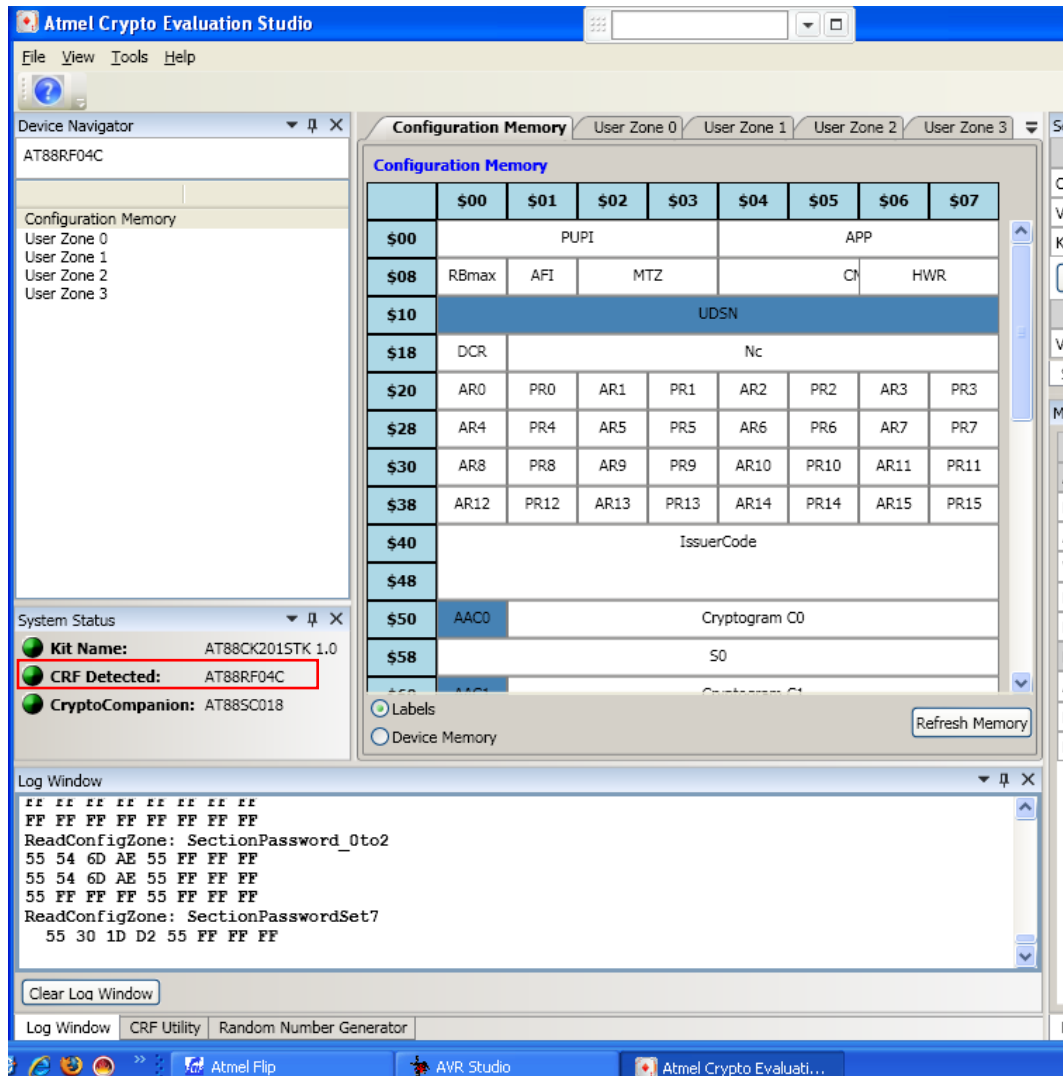 Atmel Crypto Evaluation Studio
File View Tools Help
Device Navigator
AT88RF04C
Configuration Memory
User Zone 0
User Zone 1
User Zone 2
User Zone 3
Configuration Memory User Zone 0 User Zone 1 User Zone 2 User Zone 3
Configuration Memory
$00 $01 $02 $03 $04 $05 $06 $07
$00 PUPI APP
$08 RBmax AFI MTZ HWR
$10 UDSN
$18 DCR Nc
$20 AR0 PR0 AR1 PR1 AR2 PR2 AR3 PR3
$28 AR4 PR4 AR5 PR5 AR6 PR6 AR7 PR7
$30 AR8 PR8 AR9 PR9 AR10 PR10 AR11 PR11
$38 AR12 PR12 AR13 PR13 AR14 PR14 AR15 PR15
$40 IssuerCode
$48
$50 AAC0 Cryptogram C0
$58 S0
Labels
Device Memory
Refresh Memory
System Status
Kit Name: AT88CK201STK 1.0
CRF Detected: AT88RF04C
CryptoCompanion: AT88SC018
Log Window
FF FF FF FF FF FF FF FF
FF FF FF FF FF FF FF FF
ReadConfigZone: SectionPassword_0to2
55 54 6D AE 55 FF FF FF
55 54 6D AE 55 FF FF FF
55 FF FF FF 55 FF FF FF
ReadConfigZone: SectionPasswordSet7
55 30 1D D2 55 FF FF FF
Clear Log Window
Log Window CRF Utility Random Number Generator
Atmel Flip AVR Studio Atmel Crypto Evaluati...